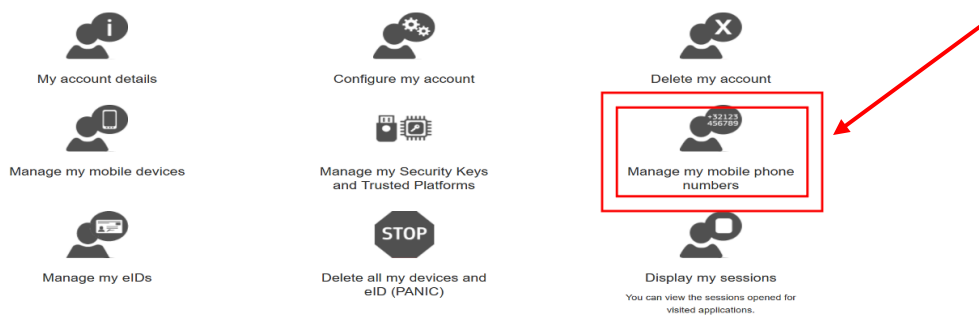 i
X
My account details
Configure my account
Delete my account
+32123
456789
Manage my mobile devices
Manage my Security Keys
and Trusted Platforms
Manage my mobile phone
numbers
STOP
Manage my eIDs
Delete all my devices and
eID (PANIC)
Display my sessions
You can view the sessions opened for
visited applications.